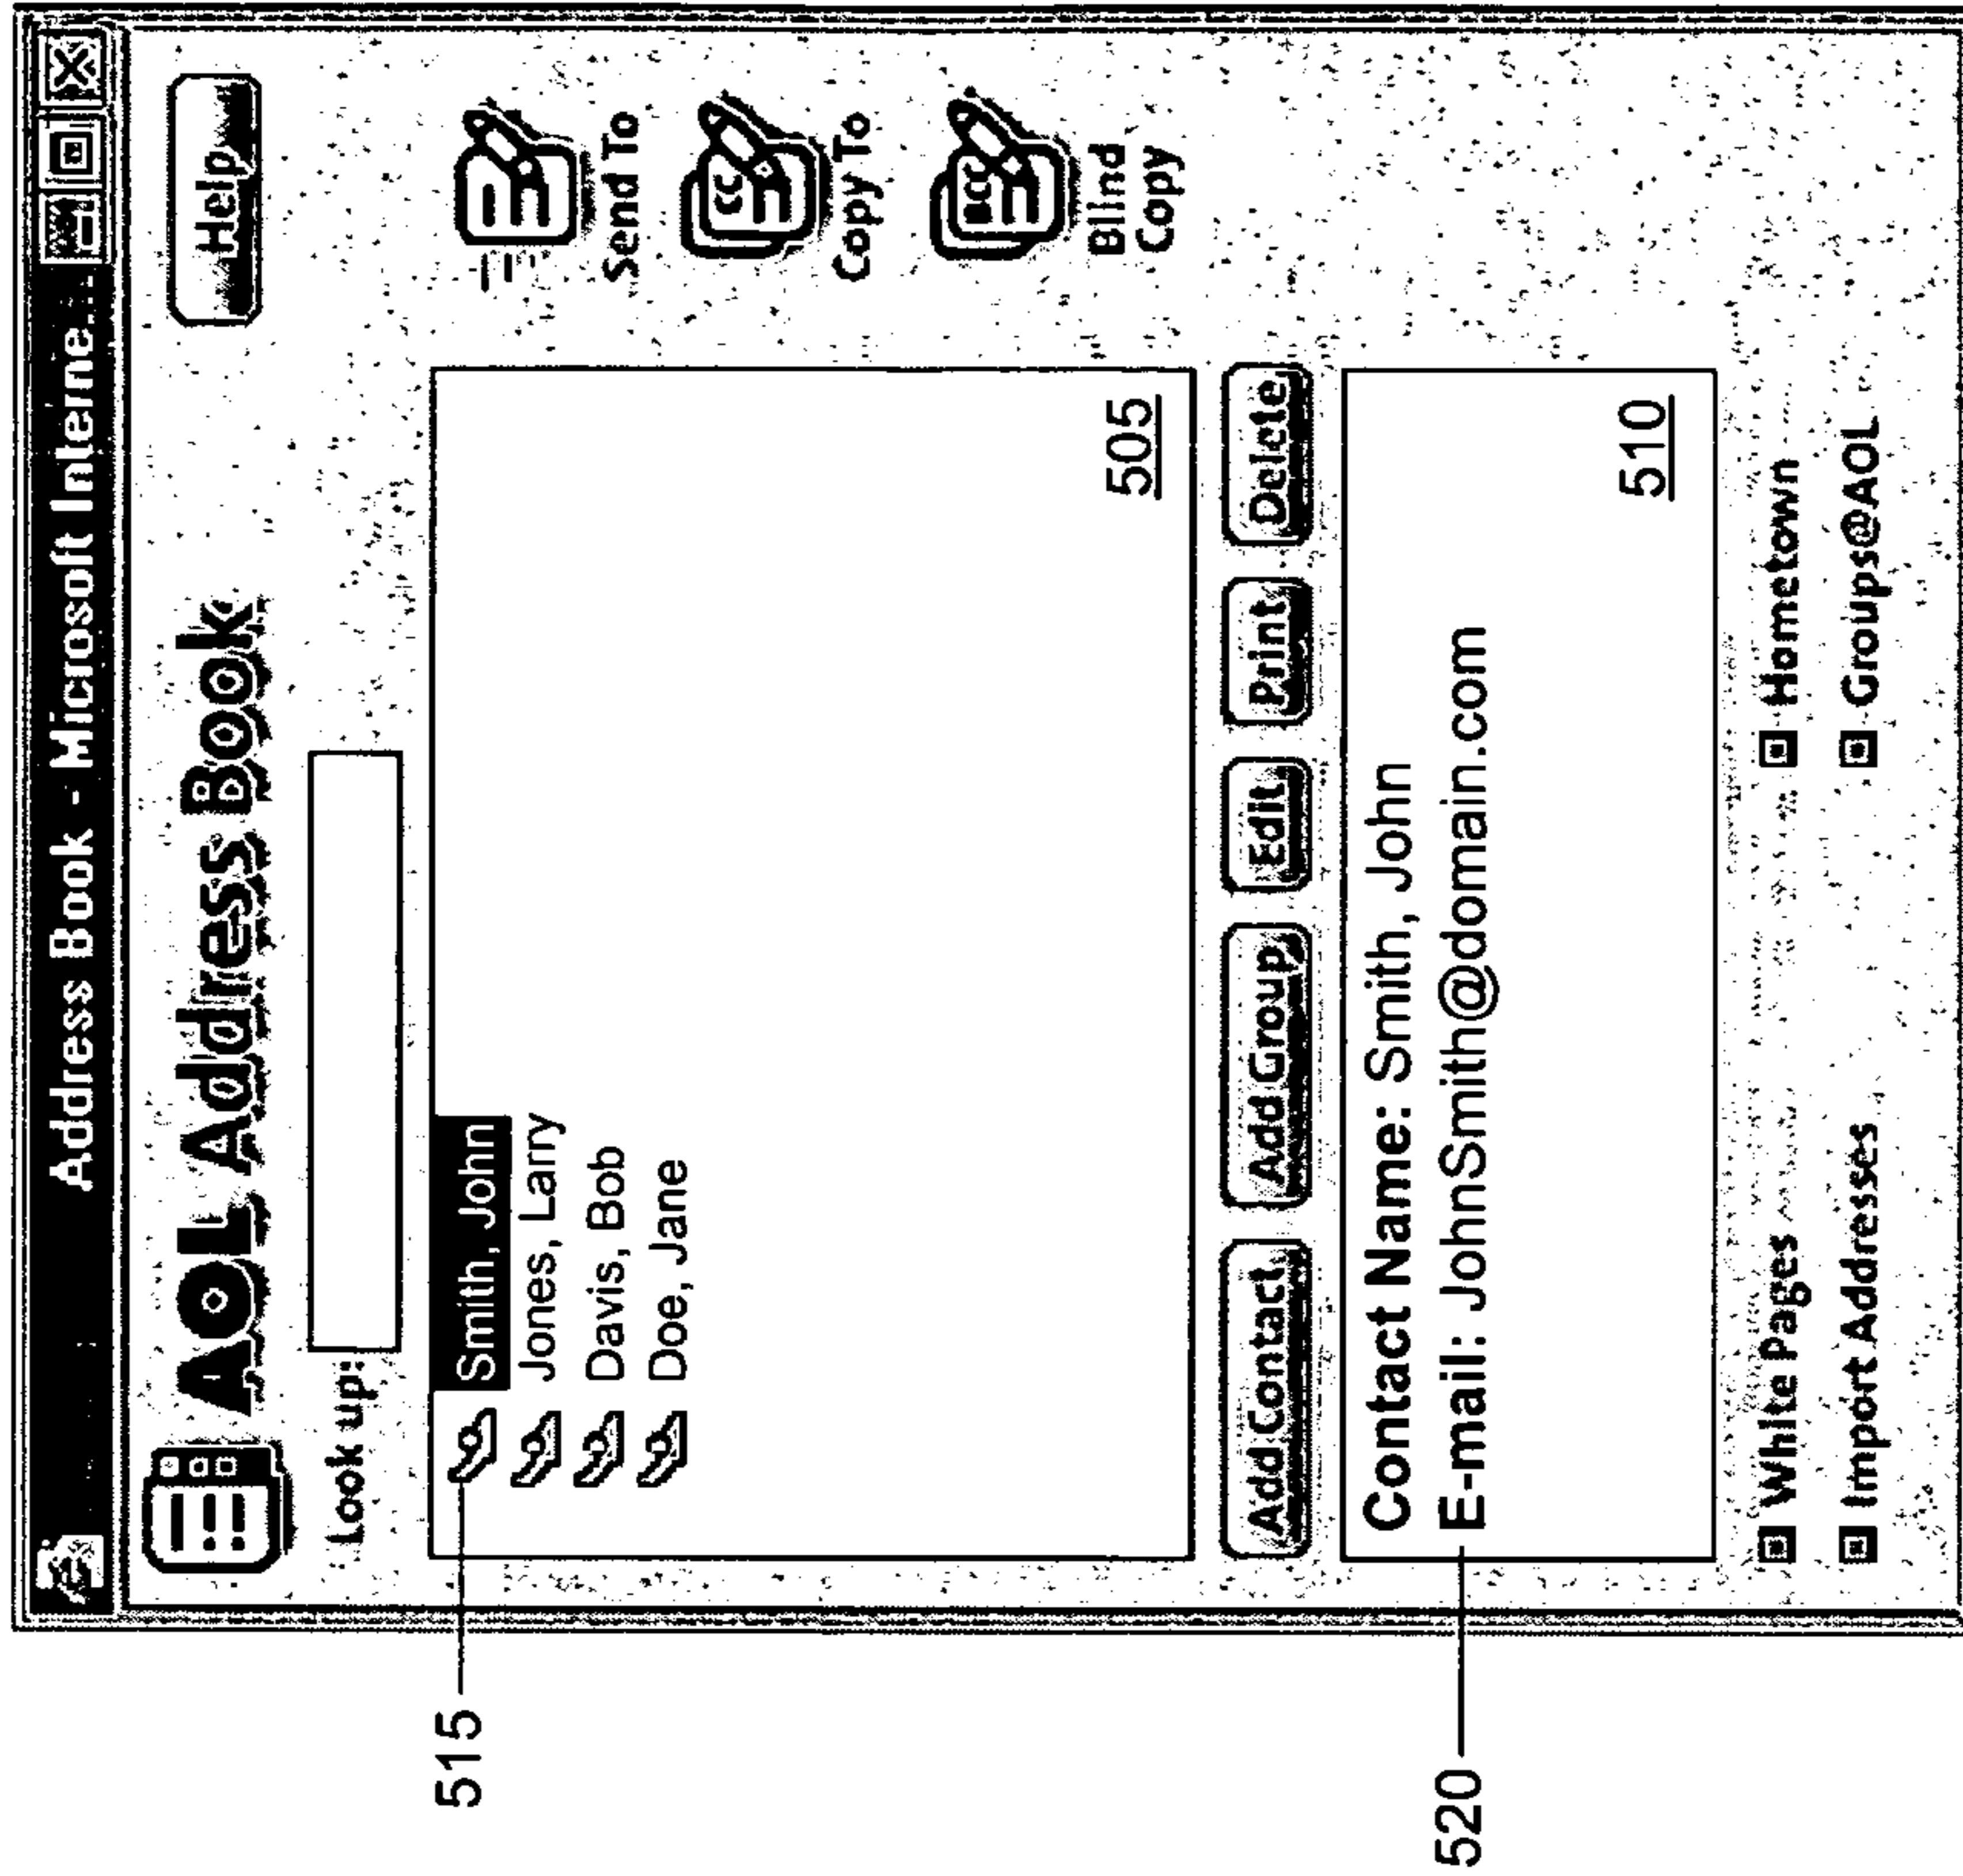 Address Book - Microsoft Interne...
AOL Address Book
Help
Look up:
515
Smith, John
Jones, Larry
Davis, Bob
Doe, Jane
505
Send To
CC
Copy To
BCC
Blind
Copy
Add Contact
Add Group
Edit
Print
Delete
Contact Name: Smith, John
520
E-mail: JohnSmith@domain.com
510
White Pages
Hometown
Import Addresses
Groups@AOL